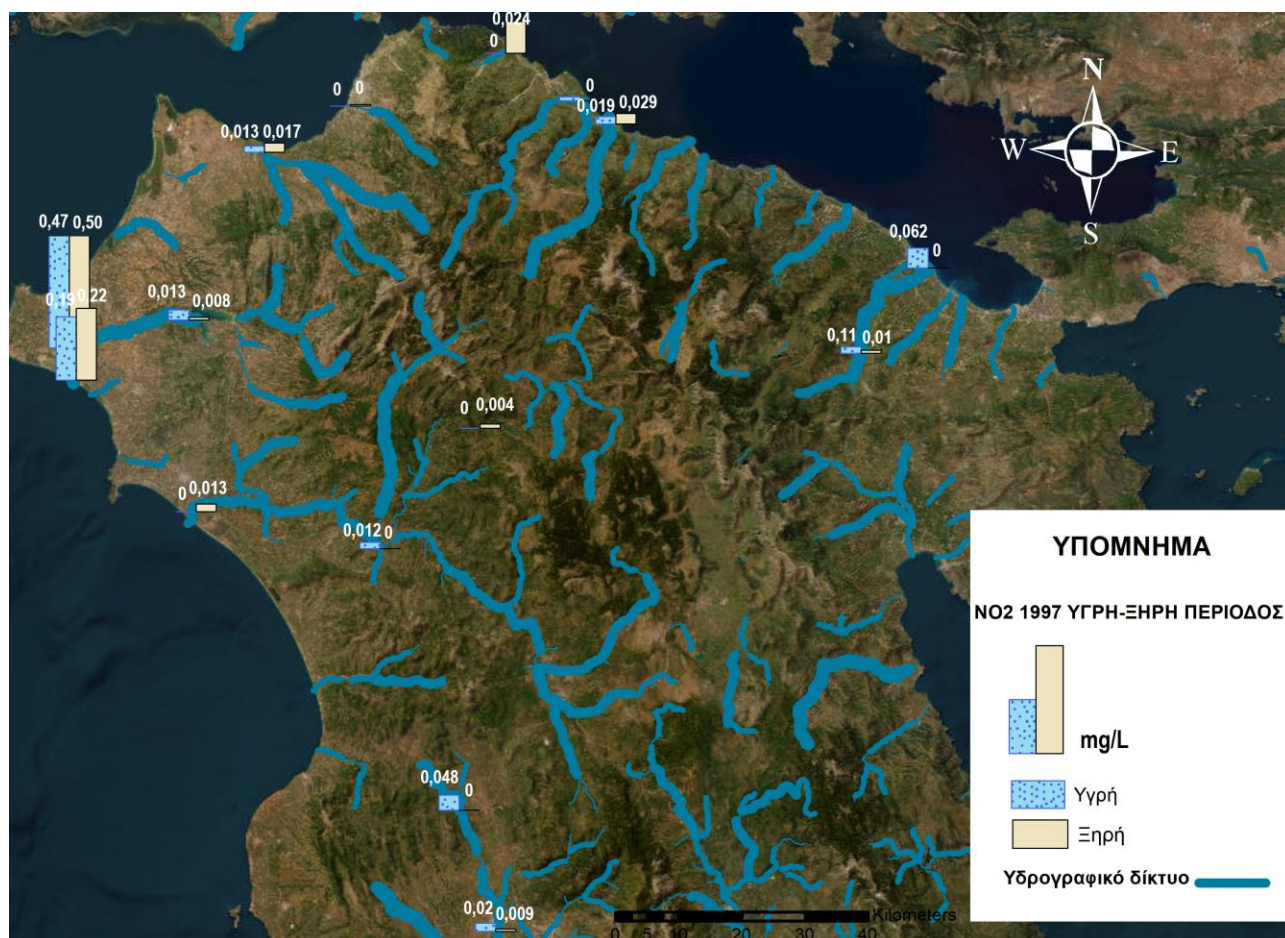 0,024
0
0 0
0
0,019 0,029
0,013 0,017
N
W E
S
0,47 0,50
0,062
0
0,013 0,008
0,19 0,22
0,11 0,01
0 0,004
0 0,013
0,012 0
0,048
0
0,02 0,009
ΥΠΟΜΝΗΜΑ
NO2 1997 ΥΓΡΗ-ΞΗΡΗ ΠΕΡΙΟΔΟΣ
mg/L
Υγρή
Ξηρή
Υδρογραφικό δίκτυο
Kilometers
0 5 10 20 30 40